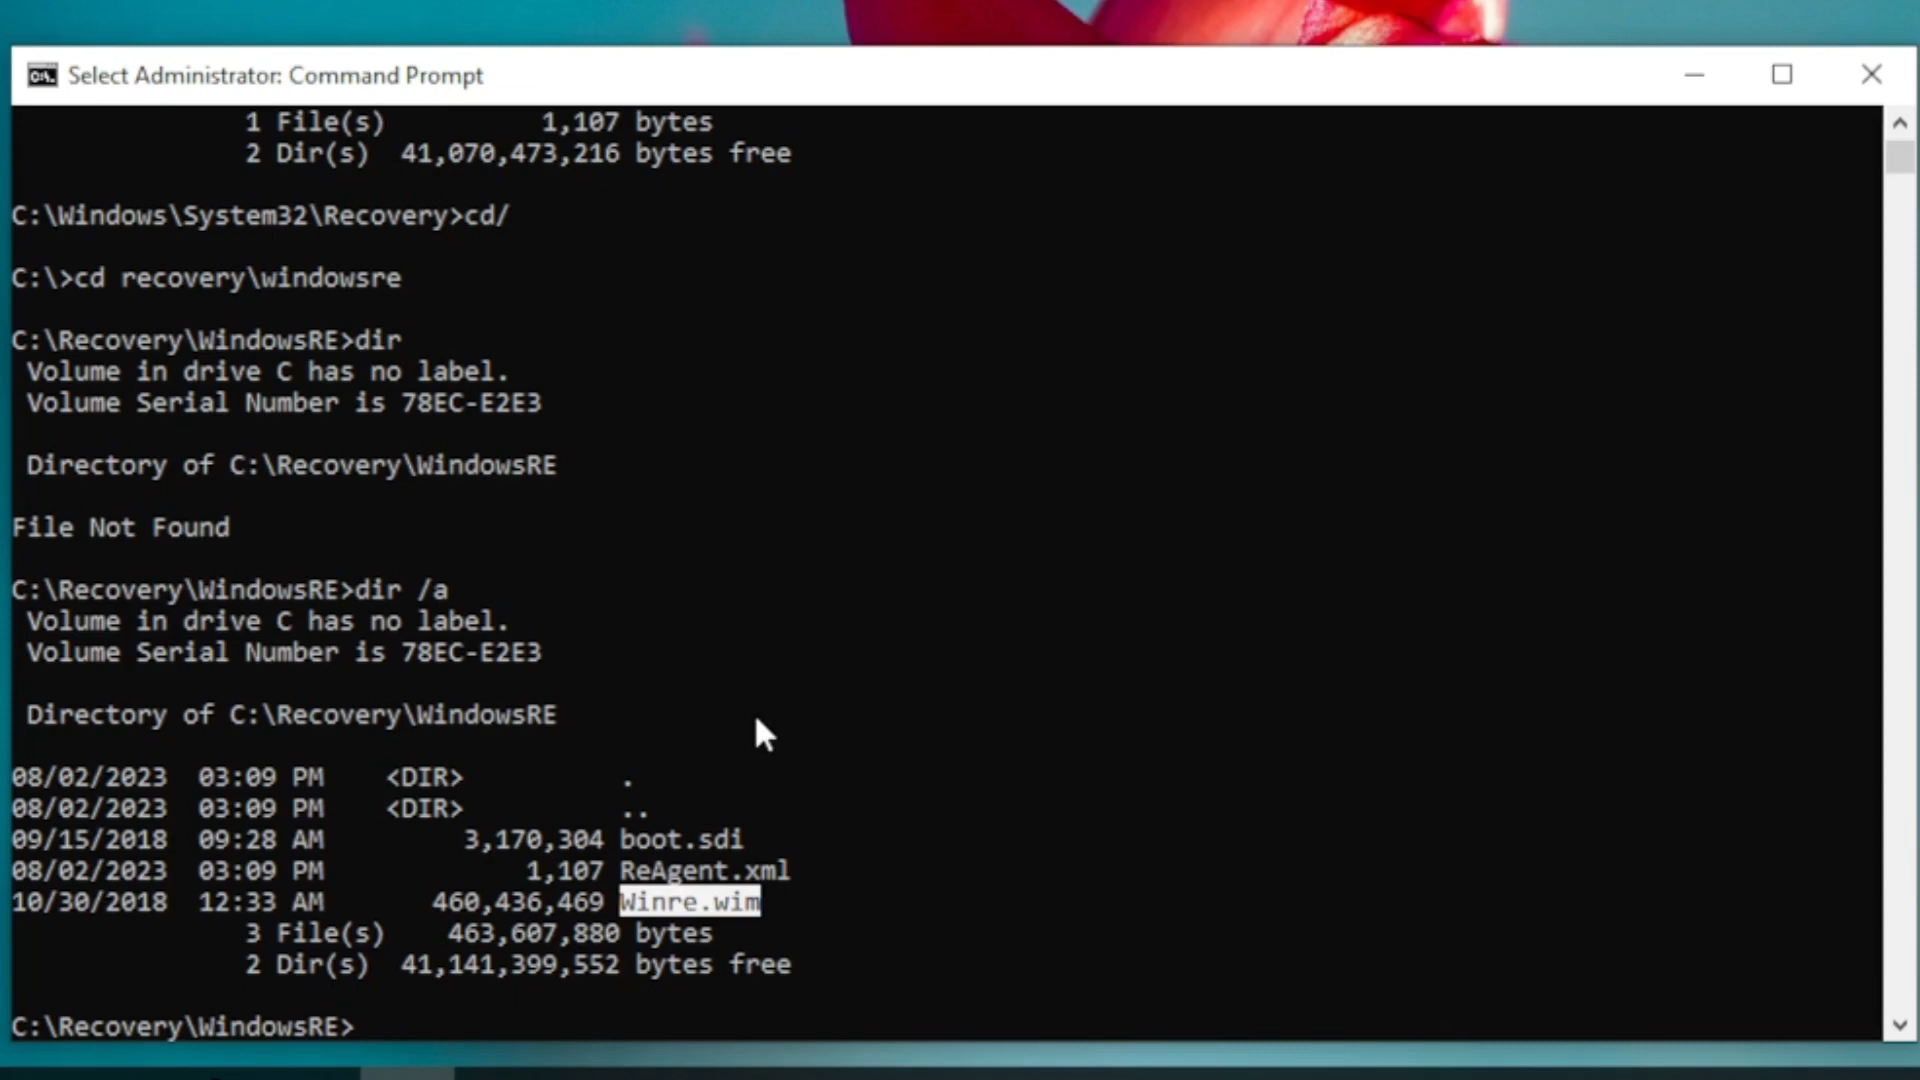 Select Administrator: Command Prompt
1 File(s) 1,107 bytes
2 Dir(s) 41,070,473,216 bytes free
C:\Windows\System32\Recovery>cd/
C:\>cd recovery\windowsre
C:\Recovery\WindowsRE>dir
Volume in drive C has no label.
Volume Serial Number is 78EC-E2E3
Directory of C:\Recovery\WindowsRE
File Not Found
C:\Recovery\WindowsRE>dir /a
Volume in drive C has no label.
Volume Serial Number is 78EC-E2E3
Directory of C:\Recovery\WindowsRE
08/02/2023 03:09 PM <DIR> .
08/02/2023 03:09 PM <DIR> ..
09/15/2018 09:28 AM 3,170,304 boot.sdi
08/02/2023 03:09 PM 1,107 ReAgent.xml
10/30/2018 12:33 AM 460,436,469 Winre.wim
3 File(s) 463,607,880 bytes
2 Dir(s) 41,141,399,552 bytes free
C:\Recovery\WindowsRE>